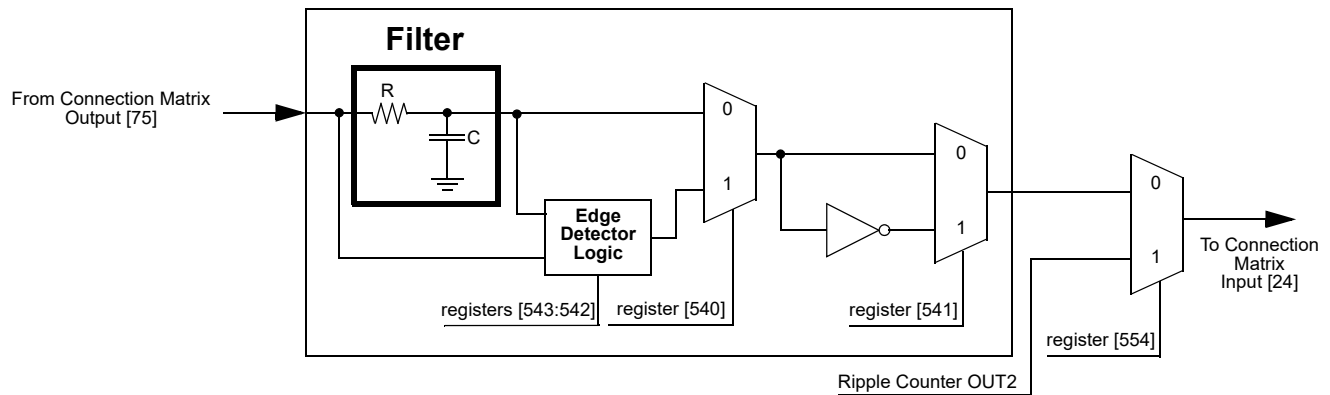 Filter
From Connection Matrix
Output [75]
R
C
0
1
Edge
Detector
Logic
registers [543:542]
register [540]
0
1
register [541]
0
1
To Connection
Matrix
Input [24]
register [554]
Ripple Counter OUT2